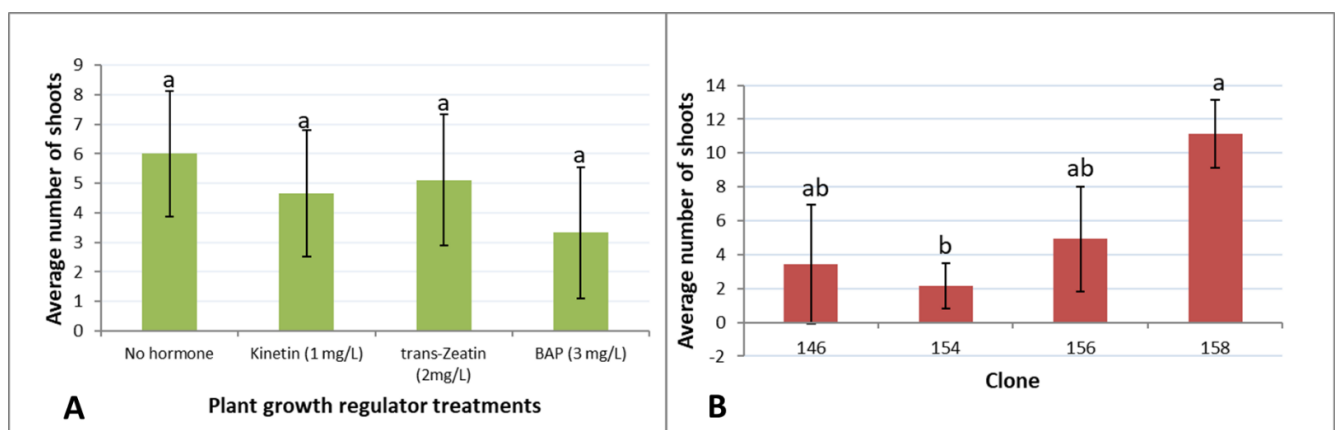 Average number of shoots
9
8
7
6
5
4
3
2
1
0
a
a
a
a
No hormone
Kinetin (1 mg/L)
trans-Zeatin
(2mg/L)
BAP (3 mg/L)
Plant growth regulator treatments
A
Average number of shoots
14
12
10
8
6
4
2
0
-2
ab
b
ab
a
146
154
156
158
Clone
B